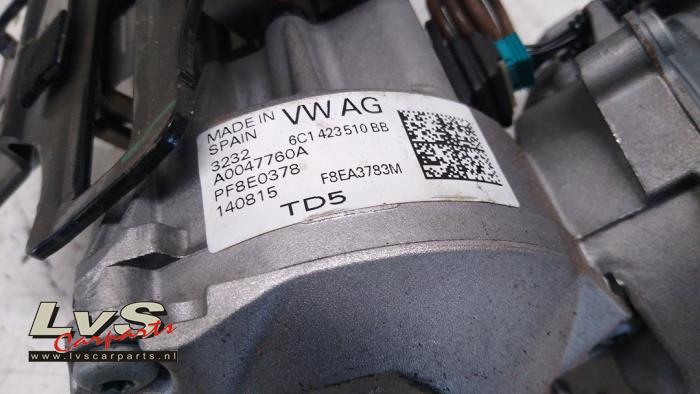 MADE IN VW AG
SPAIN
3232 6C1 423 510 BB
A0047760A
PF8E0378 F8EA3783M
140815 TD5
LvS
Carparts
www.lvscarparts.nl